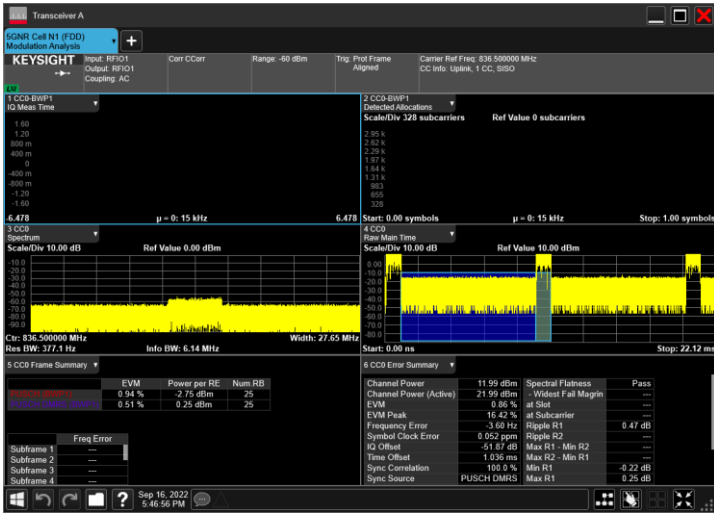 Transceiver A
5GNR Cell N1 (FDD)
Modulation Analysis
KEYSIGHT
Input: RFIO1
Output: RFIO1
Coupling: AC
Corr CCorr
Range: -60 dBm
Trig: Prot Frame
Aligned
Carrier Ref Freq: 836.500000 MHz
CC Info: Uplink, 1 CC, SISO
1 CC0-BWP1
IQ Meas Time
1.60
1.20
800 m
400 m
0
-400 m
-800 m
-1.20
-1.60
-6.478 µ = 0: 15 kHz 6.478
2 CC0-BWP1
Detected Allocations
Scale/Div 328 subcarriers Ref Value 0 subcarriers
2.95 k
2.62 k
2.29 k
1.97 k
1.64 k
1.31 k
983
655
328
Start: 0.00 symbols µ = 0: 15 kHz Stop: 1.00 symbols
3 CC0
Spectrum
Scale/Div 10.00 dB Ref Value 0.00 dBm
-10.0
-20.0
-30.0
-40.0
-50.0
-60.0
-70.0
-80.0
-90.0
Ctr: 836.500000 MHz Width: 27.65 MHz
Res BW: 377.1 Hz Info BW: 6.14 MHz
4 CC0
Raw Main Time
Scale/Div 10.00 dB Ref Value 10.00 dBm
0.00
-10.0
-20.0
-30.0
-40.0
-50.0
-60.0
-70.0
-80.0
Start: 0.00 ns Stop: 22.12 ms
5 CC0 Frame Summary
EVM Power per RE Num.RB
0.94 % -2.75 dBm 25
0.51 % 0.25 dBm 25
Freq Error
Subframe 1 ---
Subframe 2 ---
Subframe 3 ---
Subframe 4 ---
6 CC0 Error Summary
Channel Power 11.99 dBm Spectral Flatness Pass
Channel Power (Active) 21.99 dBm - Widest Fail Magrin ---
EVM 0.86 % at Slot ---
EVM Peak 16.42 % at Subcarrier ---
Frequency Error -3.60 Hz Ripple R1 0.47 dB
Symbol Clock Error 0.052 ppm Ripple R2 ---
IQ Offset -51.87 dB Max R1 - Min R2 ---
Time Offset 1.036 ms Max R2 - Min R1 ---
Sync Correlation 100.0 % Min R1 -0.22 dB
Sync Source PUSCH DMRS Max R1 0.25 dB
Sep 16, 2022
5:46:56 PM